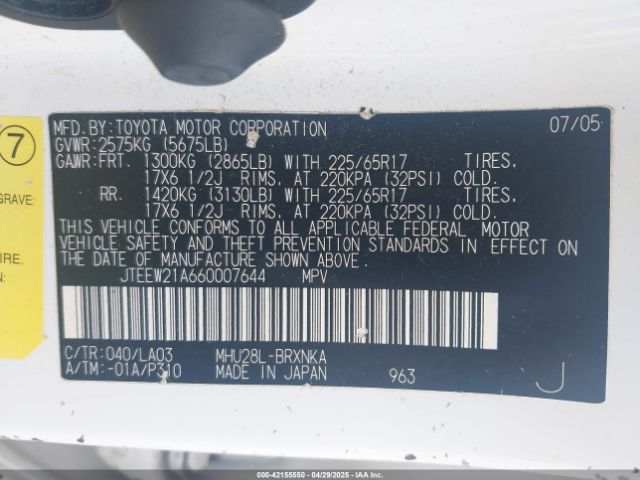 MFD.BY:TOYOTA MOTOR CORPORATION 07/05
GVWR:2575KG (5675LB)
GAWR:FRT. 1300KG (2865LB) WITH 225/65R17 TIRES,
17X6 1/2J RIMS, AT 220KPA (32PSI) COLD.
RR. 1420KG (3130LB) WITH 225/65R17 TIRES,
17X6 1/2J RIMS, AT 220KPA (32PSI) COLD.
THIS VEHICLE CONFORMS TO ALL APPLICABLE FEDERAL MOTOR
VEHICLE SAFETY AND THEFT PREVENTION STANDARDS IN EFFECT ON
THE DATE OF MANUFACTURE SHOWN ABOVE.
JTEEW21A660007644 MPV
C/TR:040/LA03 MHU28L-BRXNKA
A/TM:-01A/P310 MADE IN JAPAN 963 J
7
GRAVE:
000-42155550 - 04/29/2025 - IAAI.CA